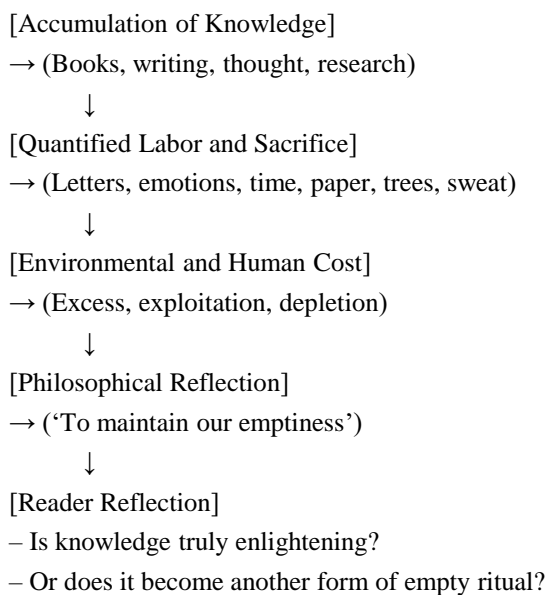 [Accumulation of Knowledge]
→ (Books, writing, thought, research)
↓
[Quantified Labor and Sacrifice]
→ (Letters, emotions, time, paper, trees, sweat)
↓
[Environmental and Human Cost]
→ (Excess, exploitation, depletion)
↓
[Philosophical Reflection]
→ (‘To maintain our emptiness’)
↓
[Reader Reflection]
– Is knowledge truly enlightening?
– Or does it become another form of empty ritual?